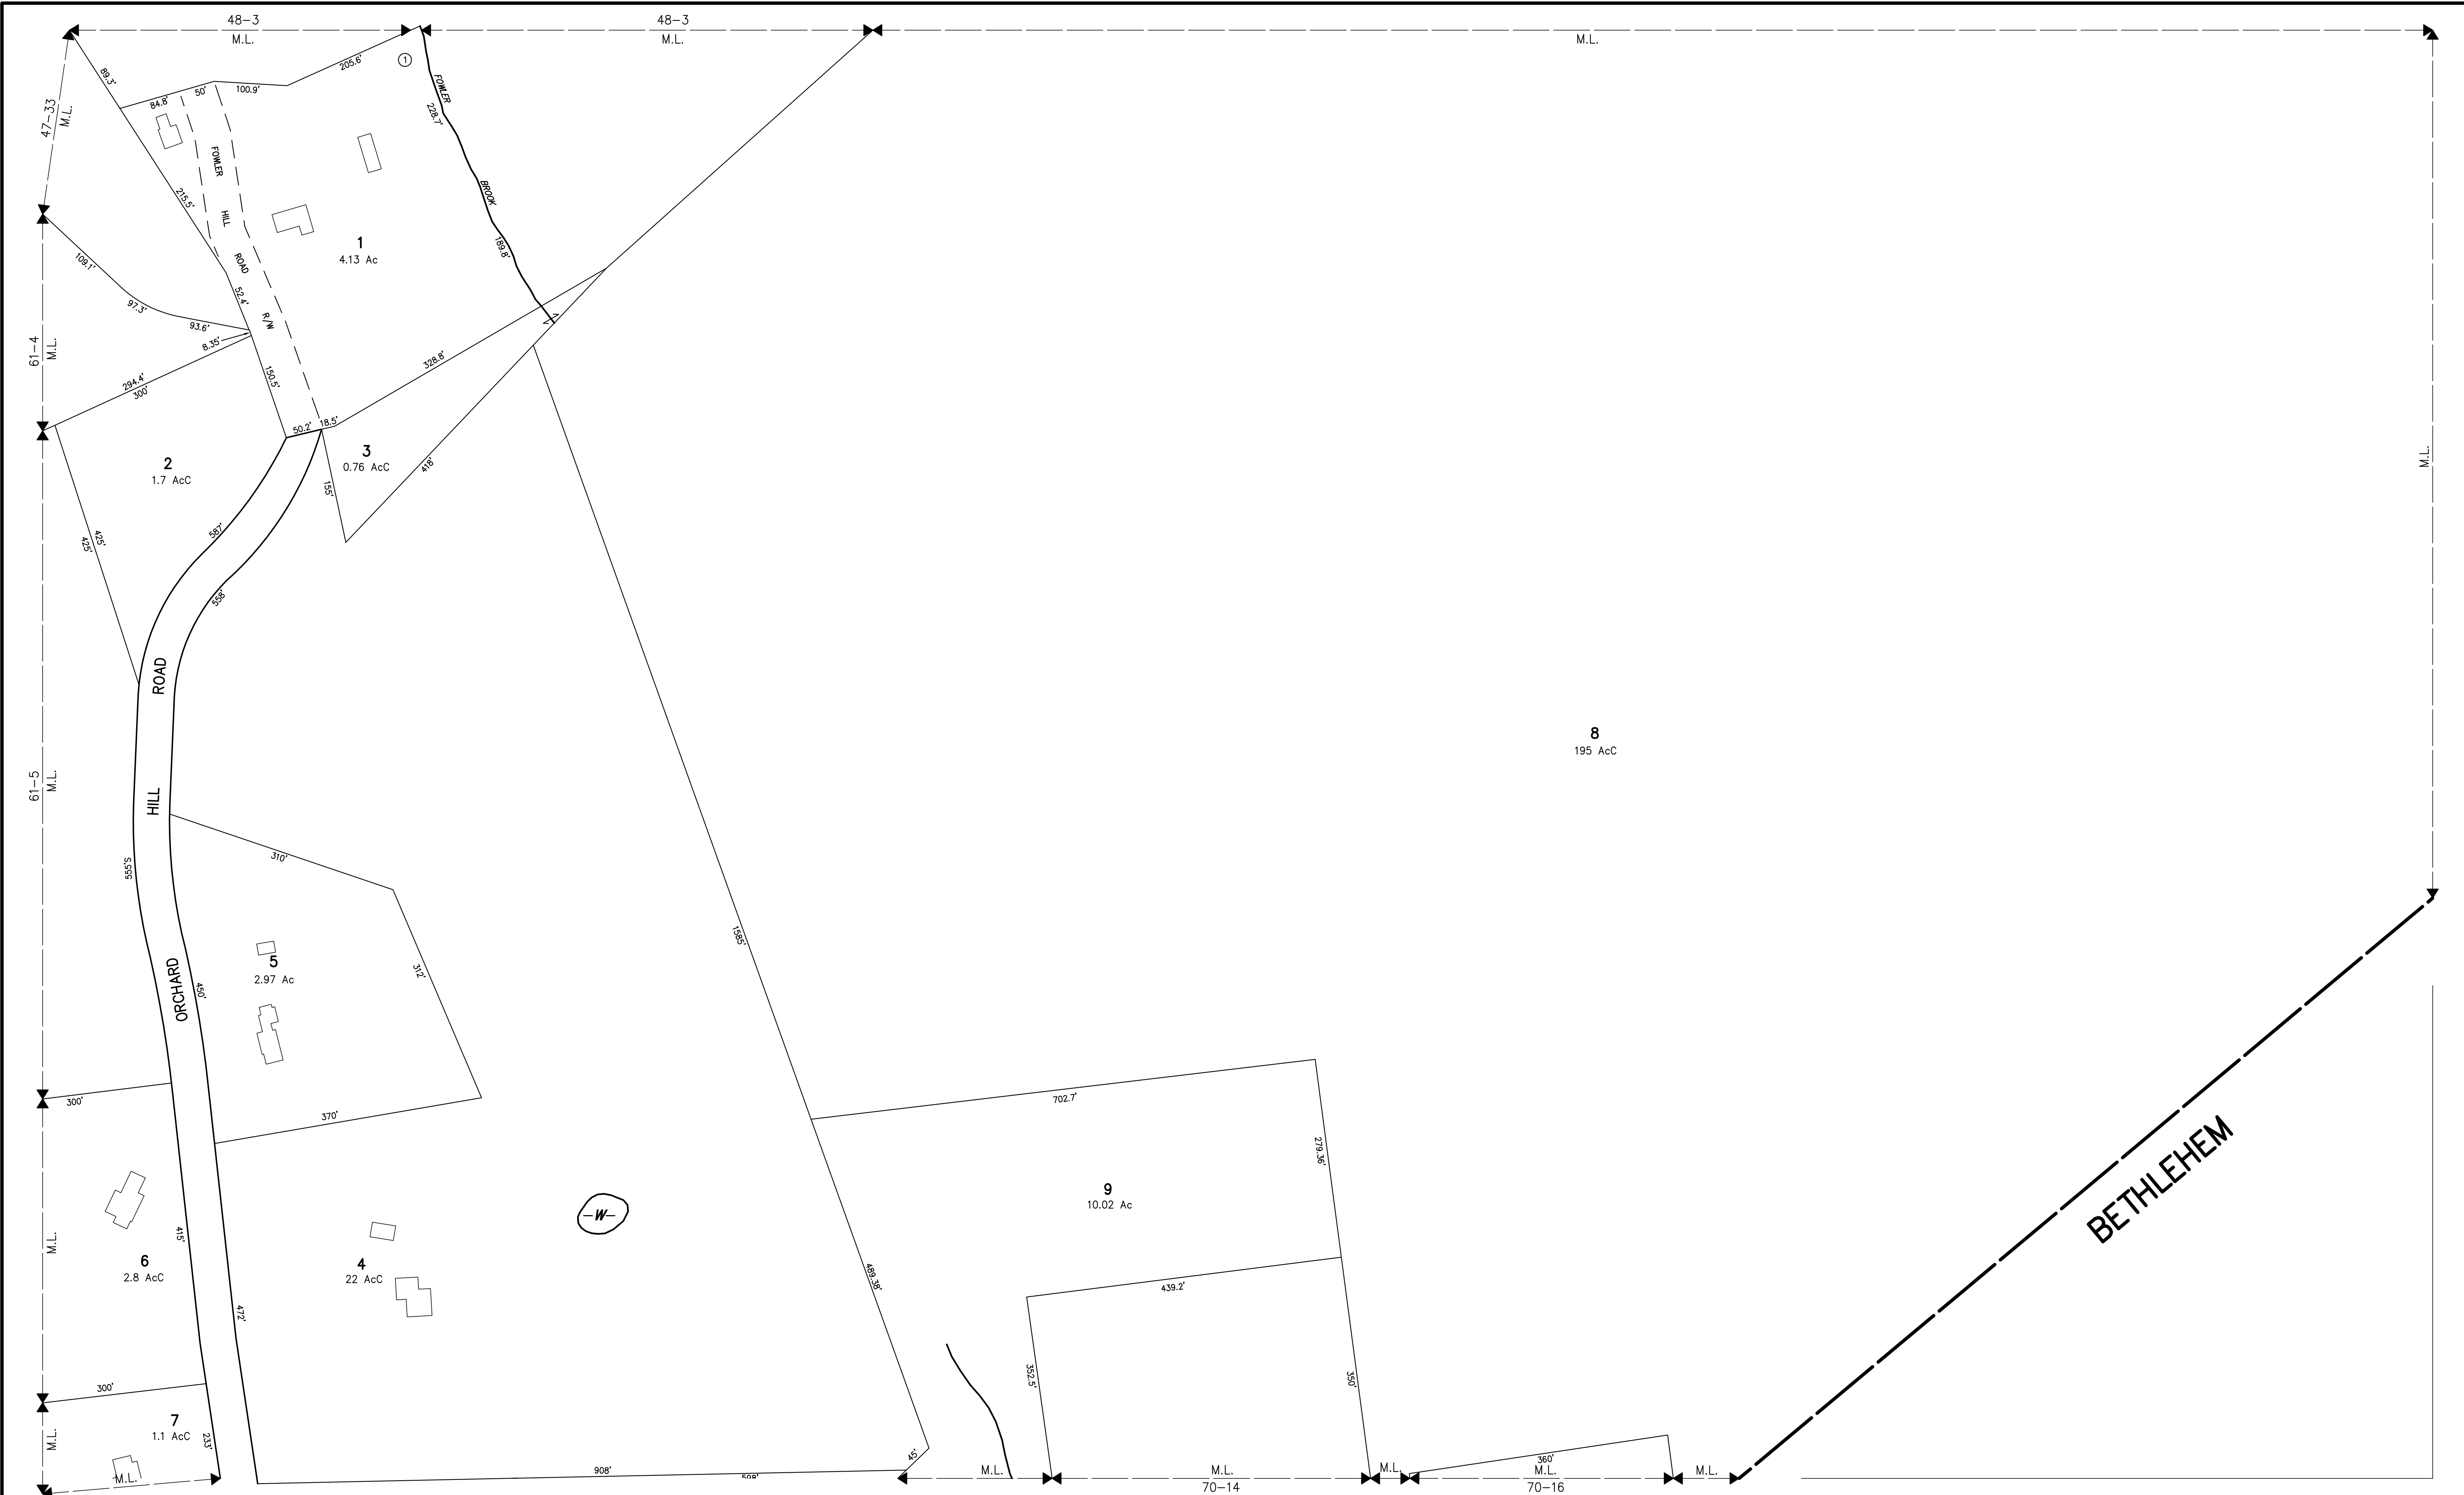 48-3
48-3
M.L.
M.L.
M.L.
47-33
M.L.
89.3'
84.8'
50'
100.9'
205.6'
1
FOWLER
228.7'
BROOK
189.8'
FOWLER
HILL
ROAD
R/W
215.5'
52.4'
1
4.13 Ac
109.1'
97.3'
93.6'
8.35'
61-4
M.L.
294.4'
300'
150.5'
50.2'
18.5'
328.8'
3
0.76 AcC
418'
155'
2
1.7 AcC
425'
425'
587'
558'
M.L.
8
195 AcC
61-5
M.L.
ROAD
HILL
ORCHARD
555'S
310'
312'
5
2.97 Ac
450'
370'
1585'
300'
M.L.
6
2.8 AcC
415'
472'
4
22 AcC
-W-
489.38'
702.7'
279.36'
9
10.02 Ac
439.2'
352.5'
350'
BETHLEHEM
300'
M.L.
7
1.1 AcC
233'
M.L.
908'
45'
M.L.
M.L.
70-14
M.L.
360'
M.L.
70-16
M.L.